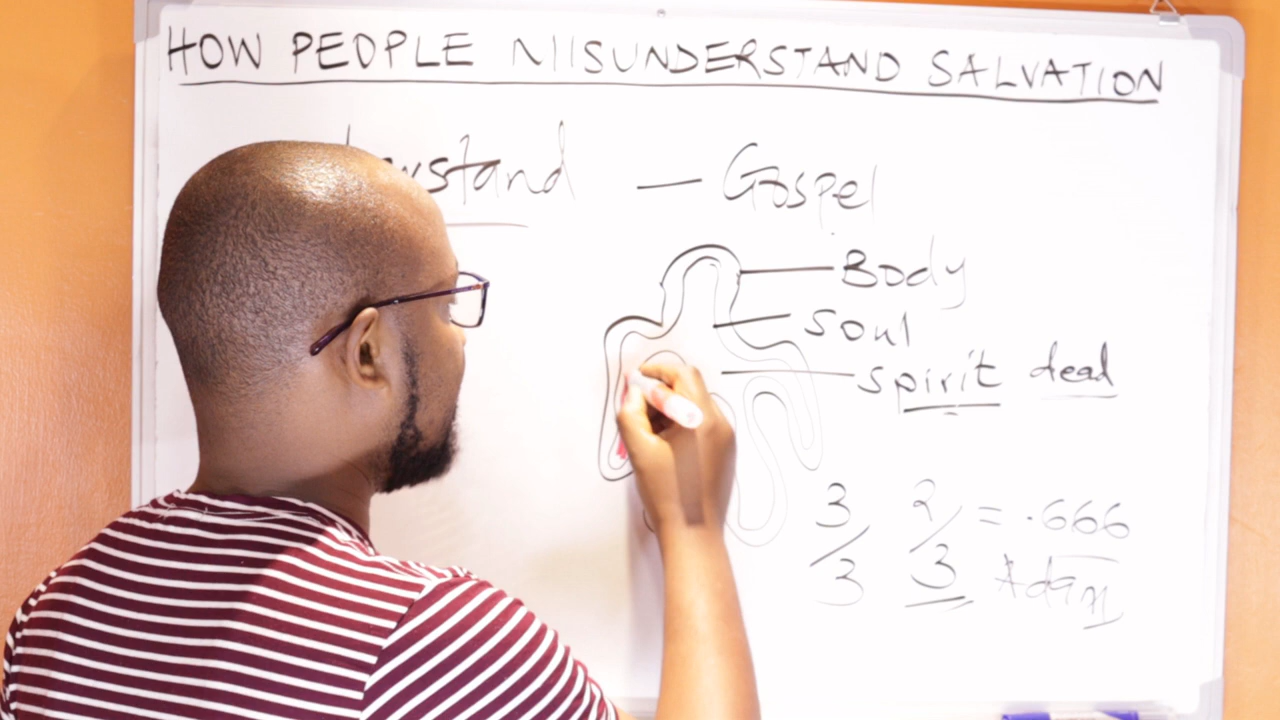 HOW PEOPLE MISUNDERSTAND SALVATION
— Gospel
Body
soul
spirit dead
3/3 2/3 = .666
Adam